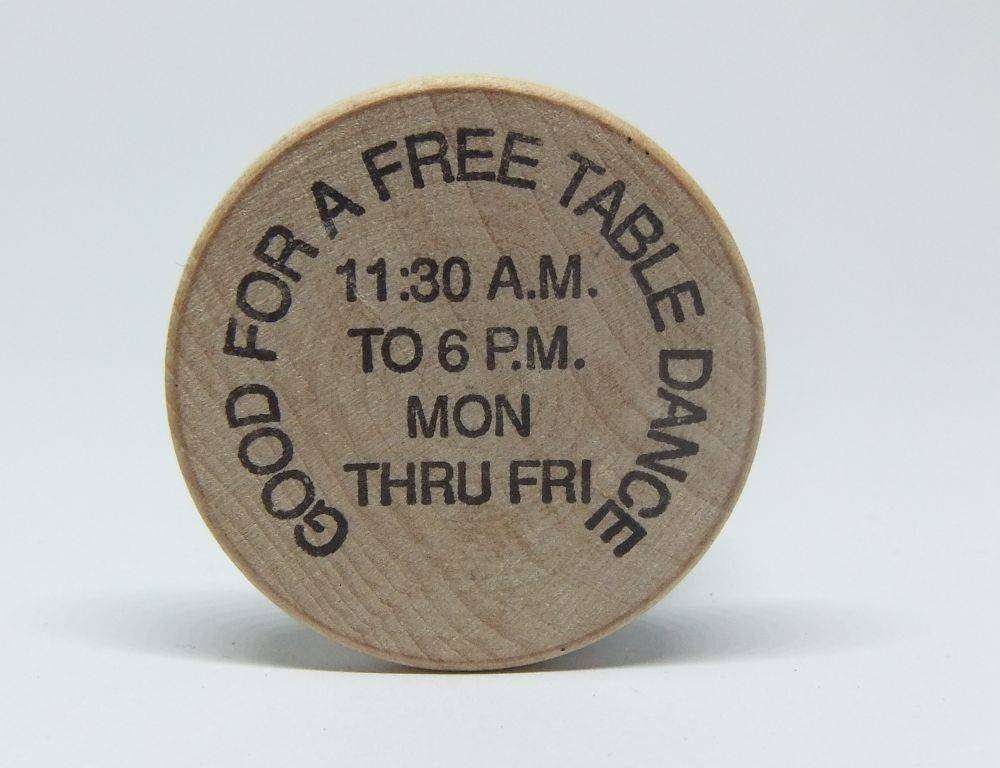 GOOD FOR A FREE TABLE DANCE
11:30 A.M.
TO 6 P.M.
MON
THRU FRI